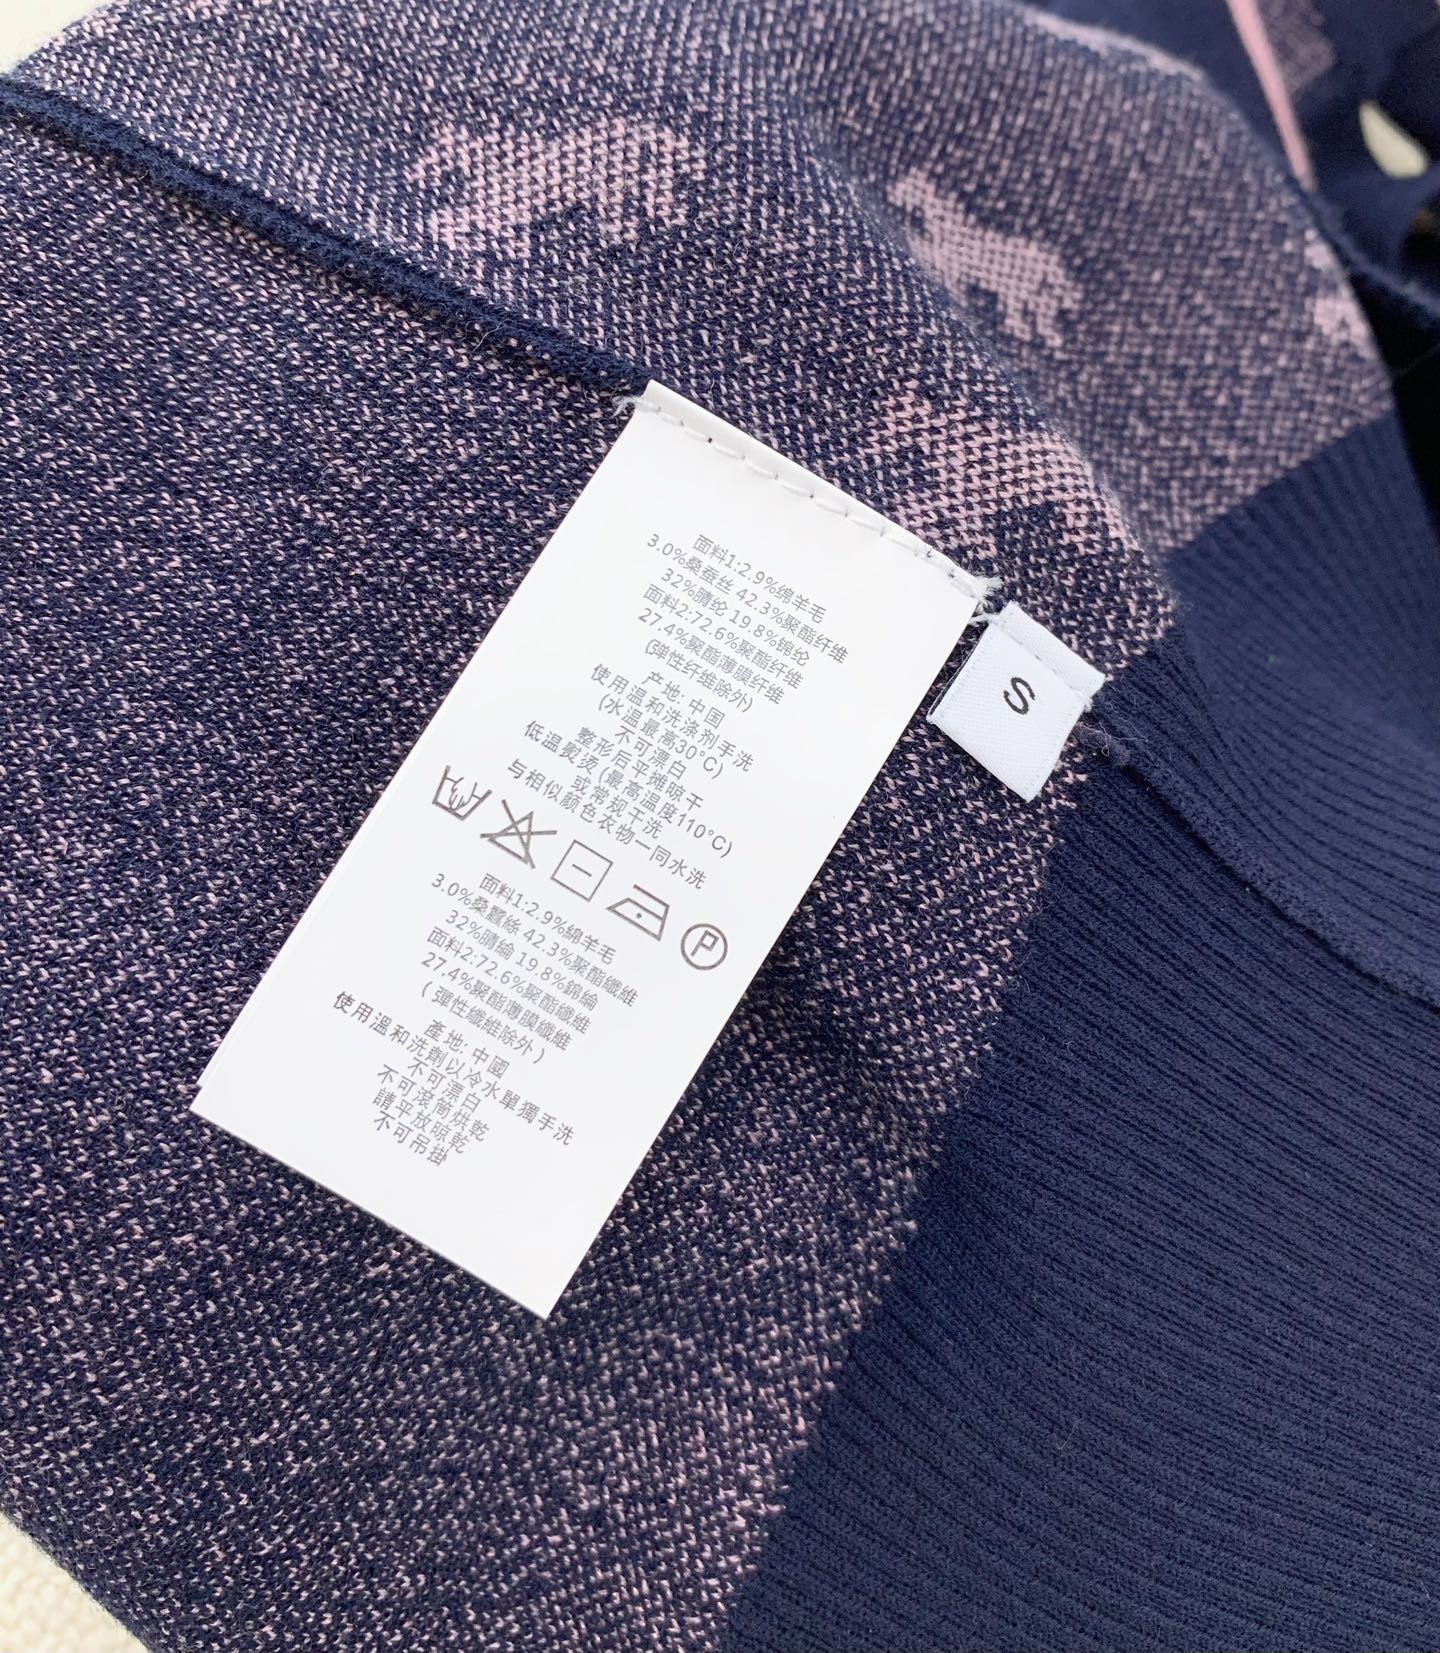 面料1:2.9%绵羊毛
3.0%桑蚕丝 42.3%聚酯纤维
32%腈纶 19.8%锦纶
面料2:72.6%聚酯纤维
27.4%聚酯薄膜纤维
(弹性纤维除外)
产地: 中国
使用温和洗涤剂手洗
(水温最高30°C)
不可漂白
整形后平摊晾干
低温熨烫(最高温度110°C)
或常规干洗
与相似颜色衣物一同水洗
P
面料1:2.9%綿羊毛
3.0%桑蠶絲 42.3%聚酯纖維
32%腈綸 19.8%錦綸
面料2:72.6%聚酯纖維
27.4%聚酯薄膜纖維
(彈性纖維除外)
產地: 中國
使用溫和洗劑以冷水單獨手洗
不可漂白
不可滾筒烘乾
請平放晾乾
不可吊掛
S